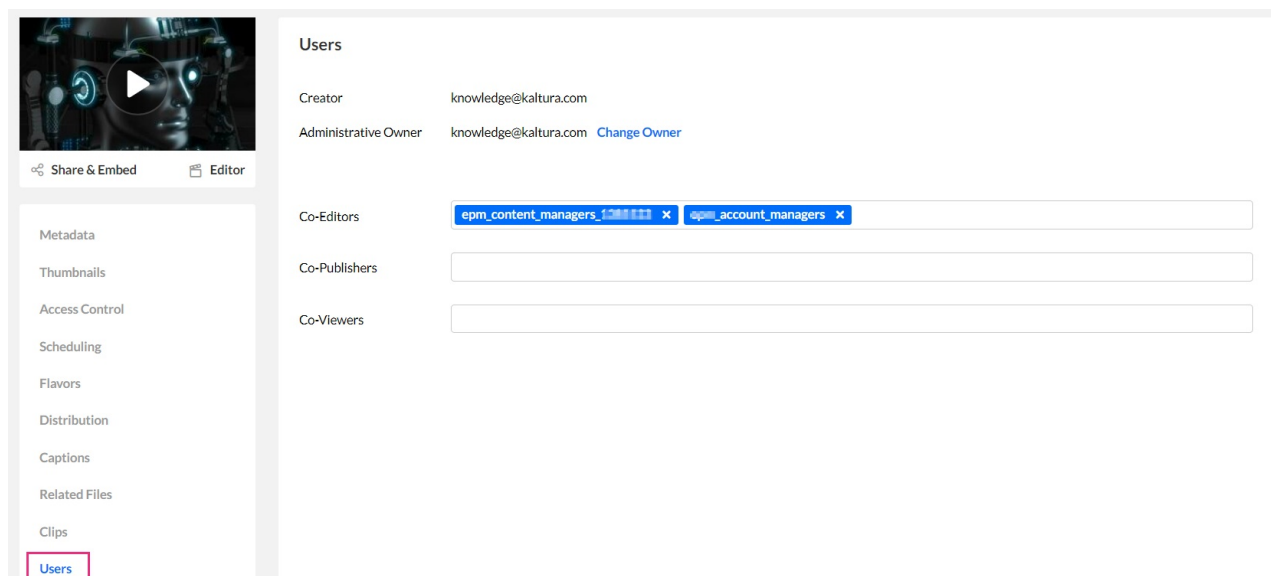 Users
Creator knowledge@kaltura.com
Administrative Owner knowledge@kaltura.com Change Owner
Share & Embed Editor
Co-Editors epm_content_managers_ × _account_managers ×
Metadata
Co-Publishers
Thumbnails
Access Control
Co-Viewers
Scheduling
Flavors
Distribution
Captions
Related Files
Clips
Users